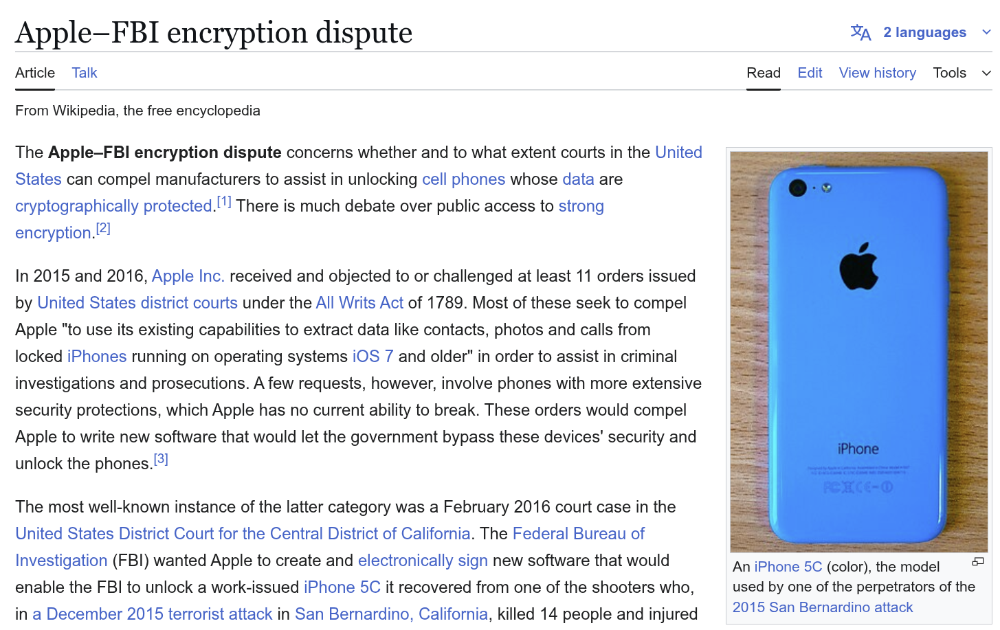 Apple–FBI encryption dispute
2 languages
Article Talk
Read Edit View history Tools
From Wikipedia, the free encyclopedia
The Apple–FBI encryption dispute concerns whether and to what extent courts in the United
States can compel manufacturers to assist in unlocking cell phones whose data are
cryptographically protected.[1] There is much debate over public access to strong
encryption.[2]
In 2015 and 2016, Apple Inc. received and objected to or challenged at least 11 orders issued
by United States district courts under the All Writs Act of 1789. Most of these seek to compel
Apple "to use its existing capabilities to extract data like contacts, photos and calls from
locked iPhones running on operating systems iOS 7 and older" in order to assist in criminal
investigations and prosecutions. A few requests, however, involve phones with more extensive
security protections, which Apple has no current ability to break. These orders would compel
Apple to write new software that would let the government bypass these devices' security and
unlock the phones.[3]
The most well-known instance of the latter category was a February 2016 court case in the
United States District Court for the Central District of California. The Federal Bureau of
Investigation (FBI) wanted Apple to create and electronically sign new software that would
enable the FBI to unlock a work-issued iPhone 5C it recovered from one of the shooters who,
in a December 2015 terrorist attack in San Bernardino, California, killed 14 people and injured
iPhone
An iPhone 5C (color), the model
used by one of the perpetrators of the
2015 San Bernardino attack